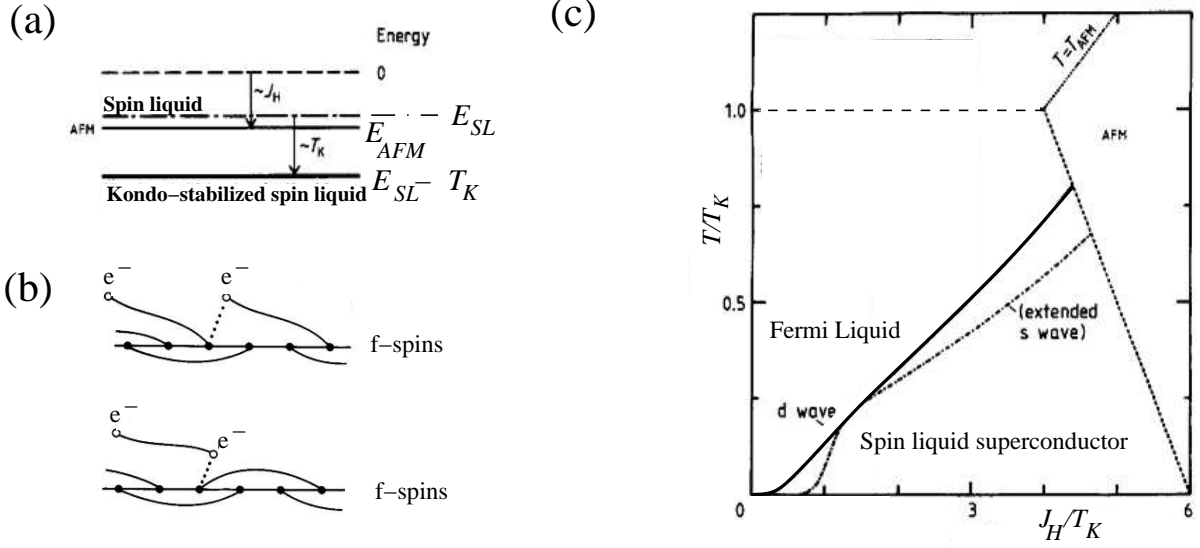 (a)
Energy
0
~J_H
Spin liquid
E_SL
AFM
E_AFM
~T_K
Kondo–stabilized spin liquid
E_SL – T_K
(b)
e⁻ e⁻
f–spins
e⁻
e⁻
f–spins
(c)
T=T_AFM
1.0
AFM
T/T_K
0.5
Fermi Liquid
(extended
s wave)
d wave
Spin liquid superconductor
0
0 3 6
J_H/T_K